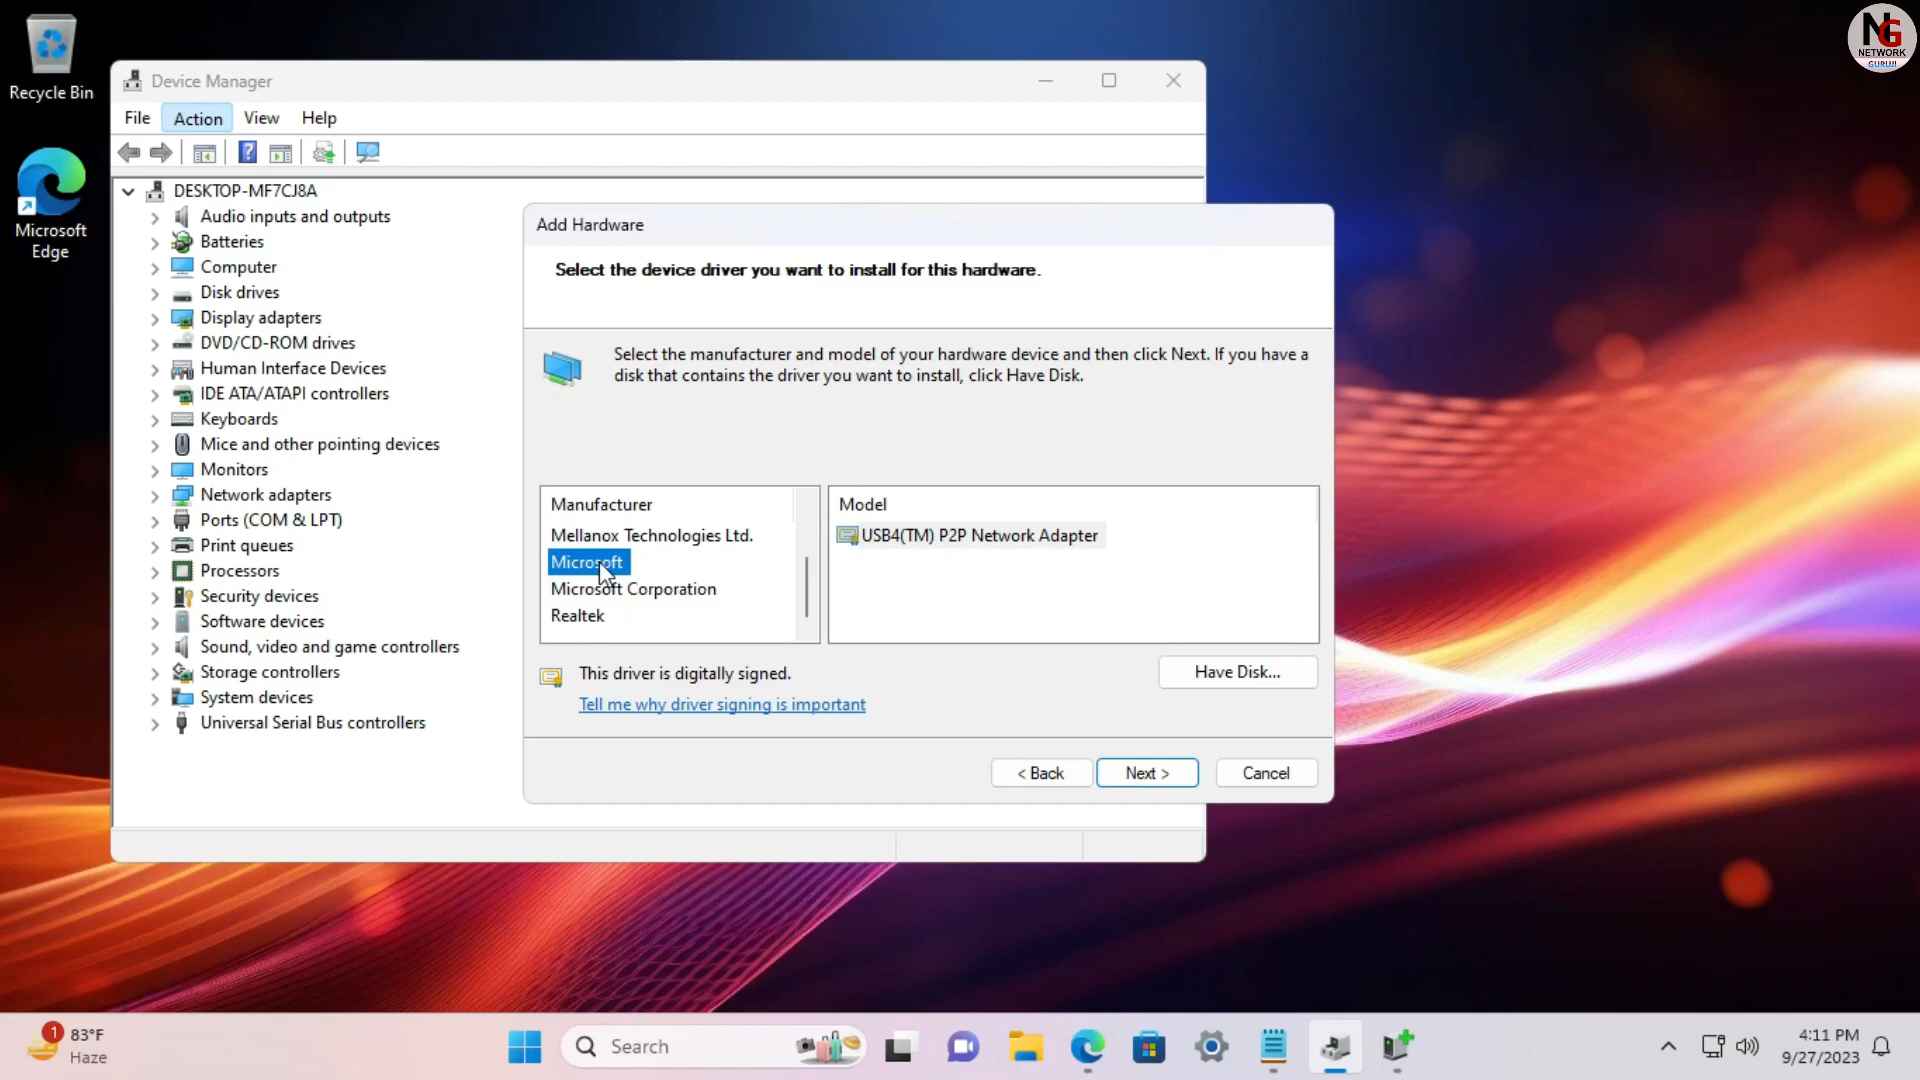 Recycle Bin
Microsoft
Edge
NG
NETWORK
GURUJI
Device Manager
File Action View Help
DESKTOP-MF7CJ8A
Audio inputs and outputs
Batteries
Computer
Disk drives
Display adapters
DVD/CD-ROM drives
Human Interface Devices
IDE ATA/ATAPI controllers
Keyboards
Mice and other pointing devices
Monitors
Network adapters
Ports (COM & LPT)
Print queues
Processors
Security devices
Software devices
Sound, video and game controllers
Storage controllers
System devices
Universal Serial Bus controllers
Add Hardware
Select the device driver you want to install for this hardware.
Select the manufacturer and model of your hardware device and then click Next. If you have a
disk that contains the driver you want to install, click Have Disk.
Manufacturer
Mellanox Technologies Ltd.
Microsoft
Microsoft Corporation
Realtek
Model
USB4(TM) P2P Network Adapter
This driver is digitally signed.
Tell me why driver signing is important
Have Disk...
< Back Next > Cancel
1
83°F
Haze
Search
4:11 PM
9/27/2023